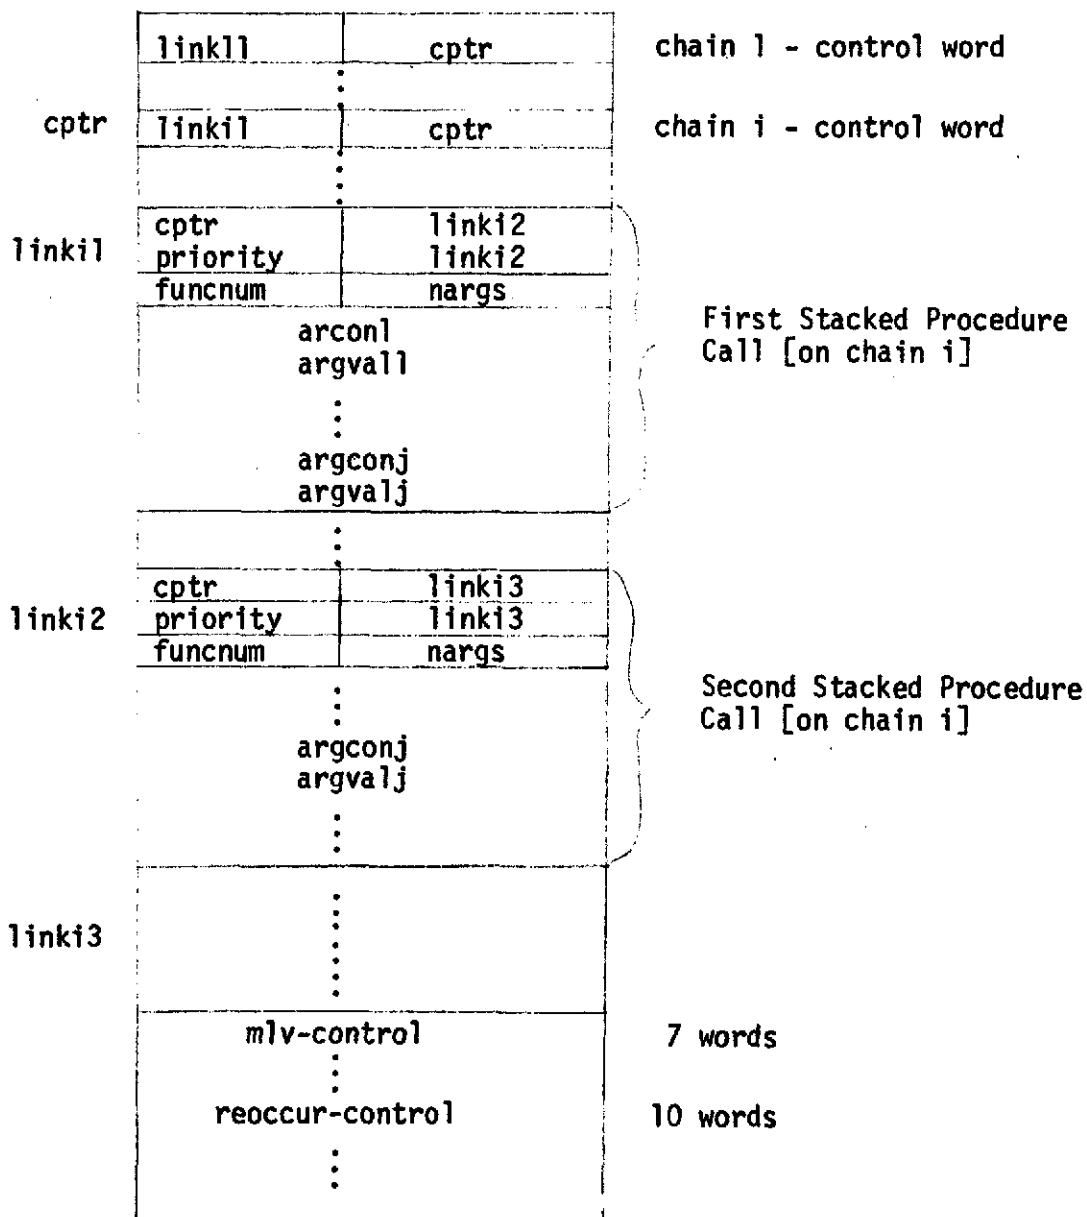 link11 cptr chain 1 - control word
cptr linki1 cptr chain i - control word
cptr linki2
linki1 priority linki2
funcnum nargs
First Stacked Procedure
arcon1
Call [on chain i]
argval1
argconj
argvalj
cptr linki3
linki2 priority linki3
funcnum nargs
Second Stacked Procedure
Call [on chain i]
argconj
argvalj
linki3
mlv-control 7 words
reoccur-control 10 words